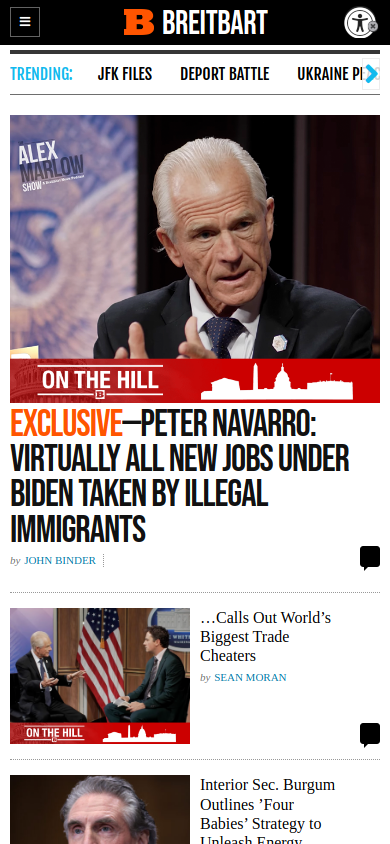 BREITBART
TRENDING: JFK FILES DEPORT BATTLE UKRAINE
ALEX
MARLOW
SHOW
ON THE HILL
EXCLUSIVE—PETER NAVARRO:
VIRTUALLY ALL NEW JOBS UNDER
BIDEN TAKEN BY ILLEGAL
IMMIGRANTS
by JOHN BINDER
…Calls Out World’s
Biggest Trade
Cheaters
by SEAN MORAN
ON THE HILL
Interior Sec. Burgum
Outlines ’Four
Babies’ Strategy to
Unleash Energy